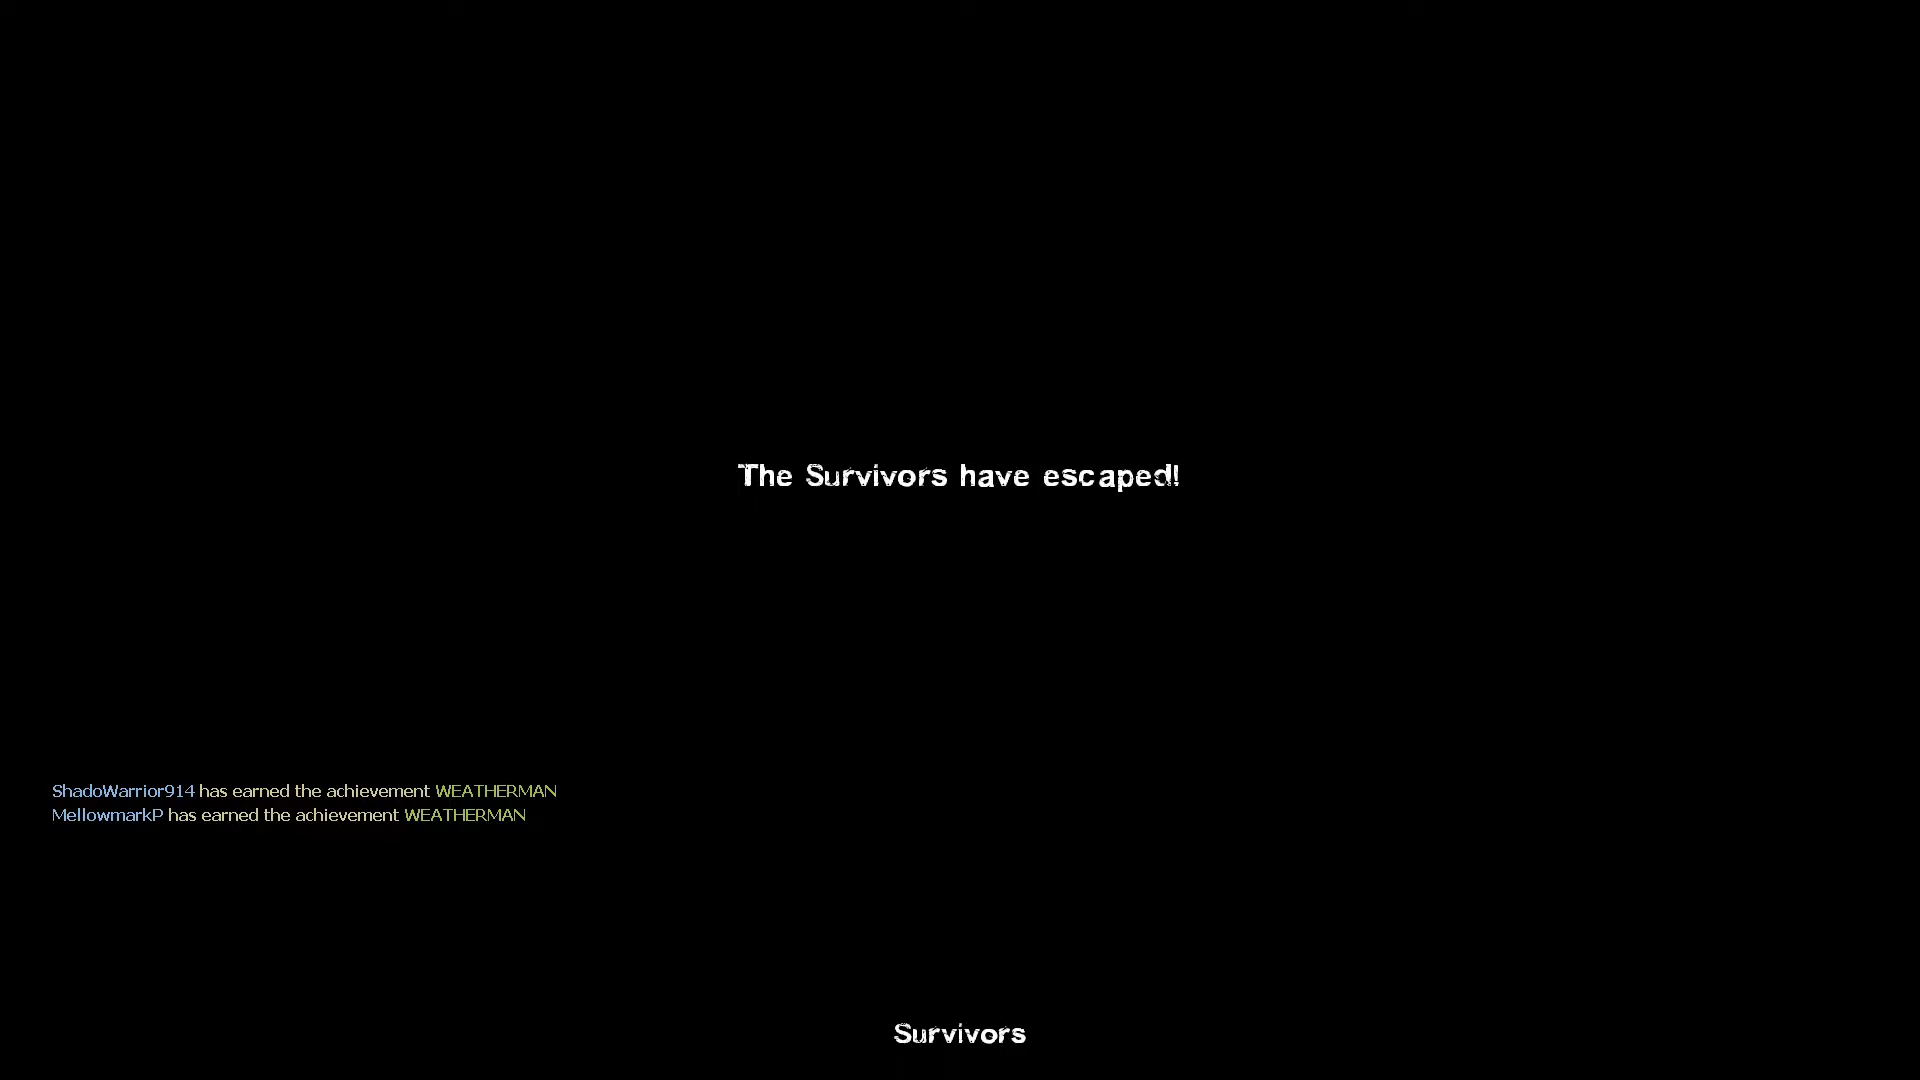 The Survivors have escaped!
ShadoWarrior914 has earned the achievement WEATHERMAN
MellowmarkP has earned the achievement WEATHERMAN
Survivors